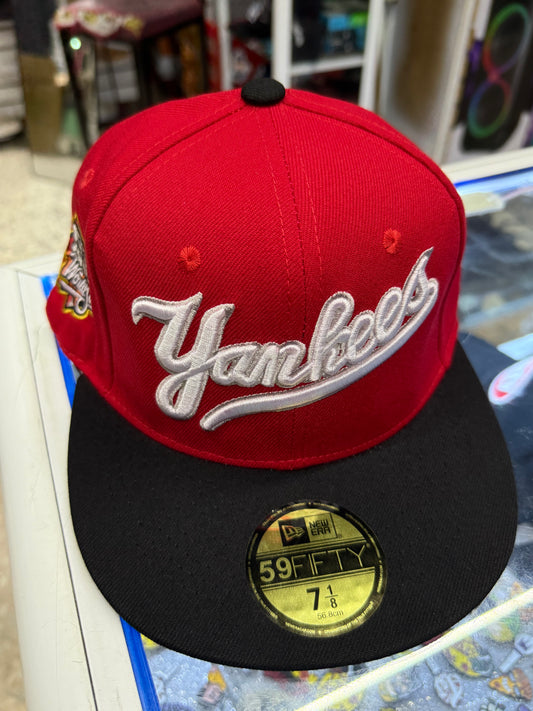 Yankees
NEW ERA
59FIFTY
7 1/8
56.8cm